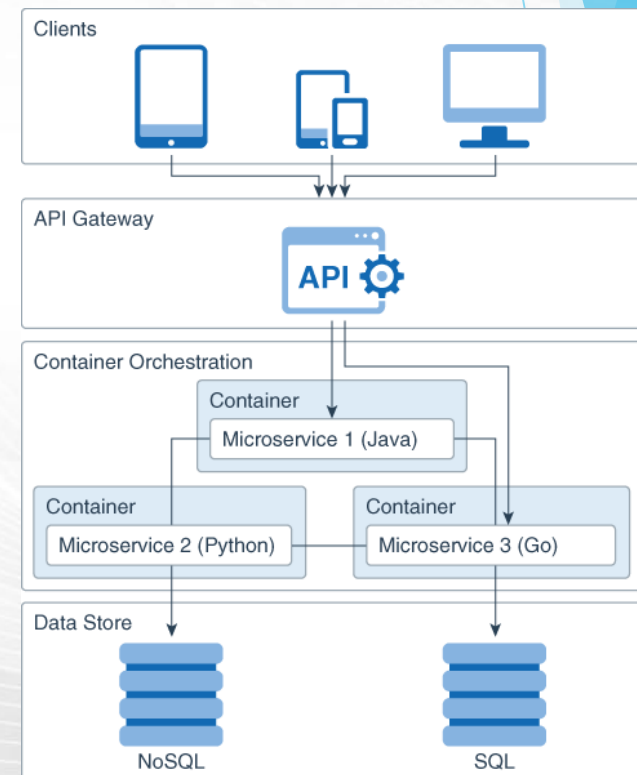 Clients
API Gateway
API
Container Orchestration
Container
Microservice 1 (Java)
Container
Microservice 2 (Python)
Container
Microservice 3 (Go)
Data Store
NoSQL
SQL